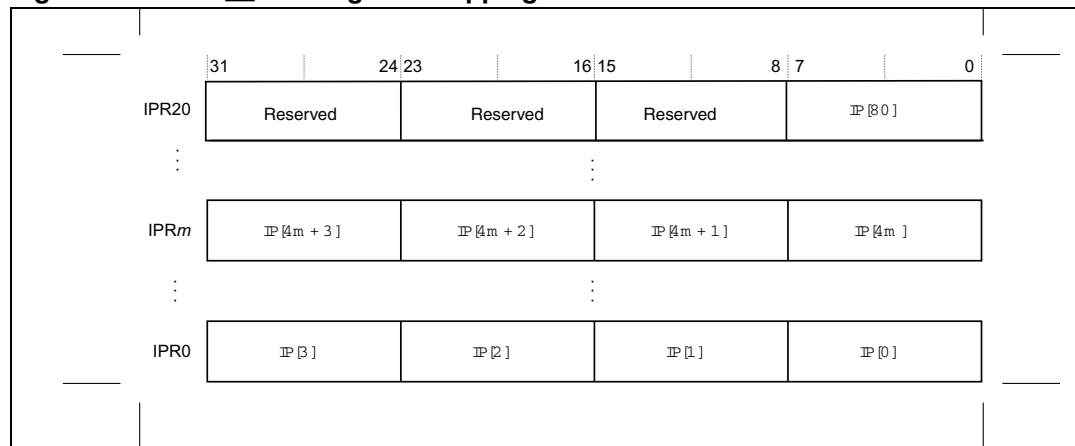 31 24 23 16 15 8 7 0
IPR20 Reserved Reserved Reserved IP[80]
IPRm IP[4m + 3] IP[4m + 2] IP[4m + 1] IP[4m ]
IPR0 IP[3] IP[2] IP[1] IP[0]